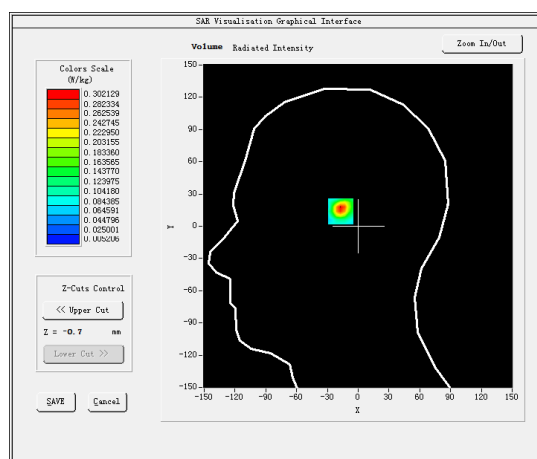 SAR Visualisation Graphical Interface
Volume Radiated Intensity
Zoom In/Out
Colors Scale
(W/kg)
0.302129
0.282334
0.262539
0.242745
0.222950
0.203155
0.183360
0.163565
0.143770
0.123975
0.104180
0.084385
0.064591
0.044796
0.025001
0.005206
Z-Cuts Control
<< Upper Cut
Z = -0.7 mm
Lower Cut >>
SAVE Cancel
150
120
90
60
30
0
-30
-60
-90
-120
-150
Y
-150 -120 -90 -60 -30 0 30 60 90 120 150
X